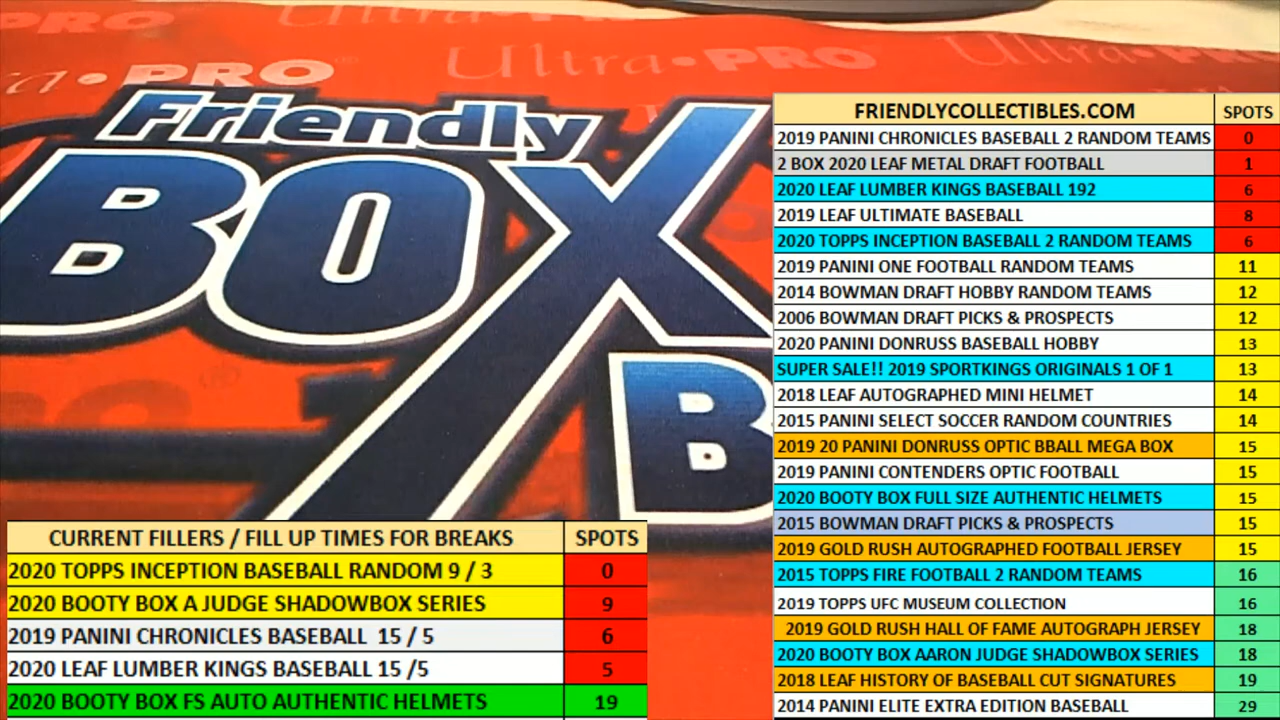 PRO
Ultra•PRO
Ultra•PRO
Ultra
Friendly
BOX
B
FRIENDLYCOLLECTIBLES.COM SPOTS
2019 PANINI CHRONICLES BASEBALL 2 RANDOM TEAMS 0
2 BOX 2020 LEAF METAL DRAFT FOOTBALL 1
2020 LEAF LUMBER KINGS BASEBALL 192 6
2019 LEAF ULTIMATE BASEBALL 8
2020 TOPPS INCEPTION BASEBALL 2 RANDOM TEAMS 6
2019 PANINI ONE FOOTBALL RANDOM TEAMS 11
2014 BOWMAN DRAFT HOBBY RANDOM TEAMS 12
2006 BOWMAN DRAFT PICKS & PROSPECTS 12
2020 PANINI DONRUSS BASEBALL HOBBY 13
SUPER SALE!! 2019 SPORTKINGS ORIGINALS 1 OF 1 13
2018 LEAF AUTOGRAPHED MINI HELMET 14
2015 PANINI SELECT SOCCER RANDOM COUNTRIES 14
2019 20 PANINI DONRUSS OPTIC BBALL MEGA BOX 15
2019 PANINI CONTENDERS OPTIC FOOTBALL 15
2020 BOOTY BOX FULL SIZE AUTHENTIC HELMETS 15
2015 BOWMAN DRAFT PICKS & PROSPECTS 15
2019 GOLD RUSH AUTOGRAPHED FOOTBALL JERSEY 15
2015 TOPPS FIRE FOOTBALL 2 RANDOM TEAMS 16
2019 TOPPS UFC MUSEUM COLLECTION 16
2019 GOLD RUSH HALL OF FAME AUTOGRAPH JERSEY 18
2020 BOOTY BOX AARON JUDGE SHADOWBOX SERIES 18
2018 LEAF HISTORY OF BASEBALL CUT SIGNATURES 19
2014 PANINI ELITE EXTRA EDITION BASEBALL 29
CURRENT FILLERS / FILL UP TIMES FOR BREAKS SPOTS
2020 TOPPS INCEPTION BASEBALL RANDOM 9 / 3 0
2020 BOOTY BOX A JUDGE SHADOWBOX SERIES 9
2019 PANINI CHRONICLES BASEBALL 15 / 5 6
2020 LEAF LUMBER KINGS BASEBALL 15 /5 5
2020 BOOTY BOX FS AUTO AUTHENTIC HELMETS 19